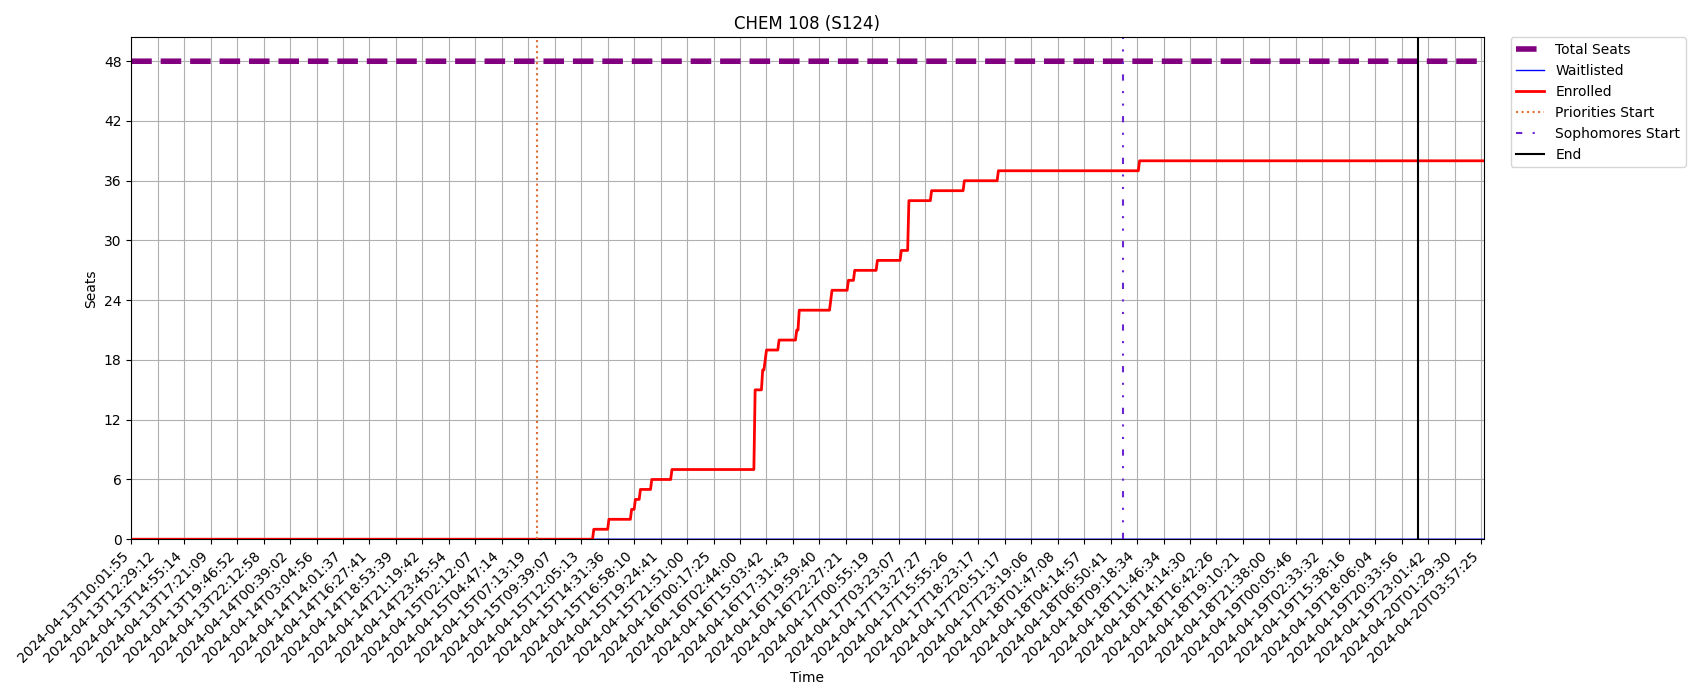 CHEM 108 (S124)
Total Seats
Waitlisted
Enrolled
Priorities Start
Sophomores Start
End
48
42
36
30
24
18
12
6
0
Seats
2024-04-13T10:01:55
2024-04-13T12:29:12
2024-04-13T14:55:14
2024-04-13T17:21:09
2024-04-13T19:46:52
2024-04-13T22:12:58
2024-04-14T00:39:02
2024-04-14T03:04:56
2024-04-14T14:01:37
2024-04-14T16:27:41
2024-04-14T18:53:39
2024-04-14T21:19:42
2024-04-14T23:45:54
2024-04-15T02:12:07
2024-04-15T04:47:14
2024-04-15T07:13:19
2024-04-15T09:39:07
2024-04-15T12:05:13
2024-04-15T14:31:36
2024-04-15T16:58:10
2024-04-15T19:24:41
2024-04-15T21:51:00
2024-04-16T00:17:25
2024-04-16T02:44:00
2024-04-16T15:03:42
2024-04-16T17:31:43
2024-04-16T19:59:40
2024-04-16T22:27:21
2024-04-17T00:55:19
2024-04-17T03:23:07
2024-04-17T13:27:27
2024-04-17T15:55:26
2024-04-17T18:23:17
2024-04-17T20:51:17
2024-04-17T23:19:06
2024-04-18T01:47:08
2024-04-18T04:14:57
2024-04-18T06:50:41
2024-04-18T09:18:34
2024-04-18T11:46:34
2024-04-18T14:14:30
2024-04-18T16:42:26
2024-04-18T19:10:21
2024-04-18T21:38:00
2024-04-19T00:05:46
2024-04-19T02:33:32
2024-04-19T15:38:16
2024-04-19T18:06:04
2024-04-19T20:33:56
2024-04-19T23:01:42
2024-04-20T01:29:30
2024-04-20T03:57:25
Time